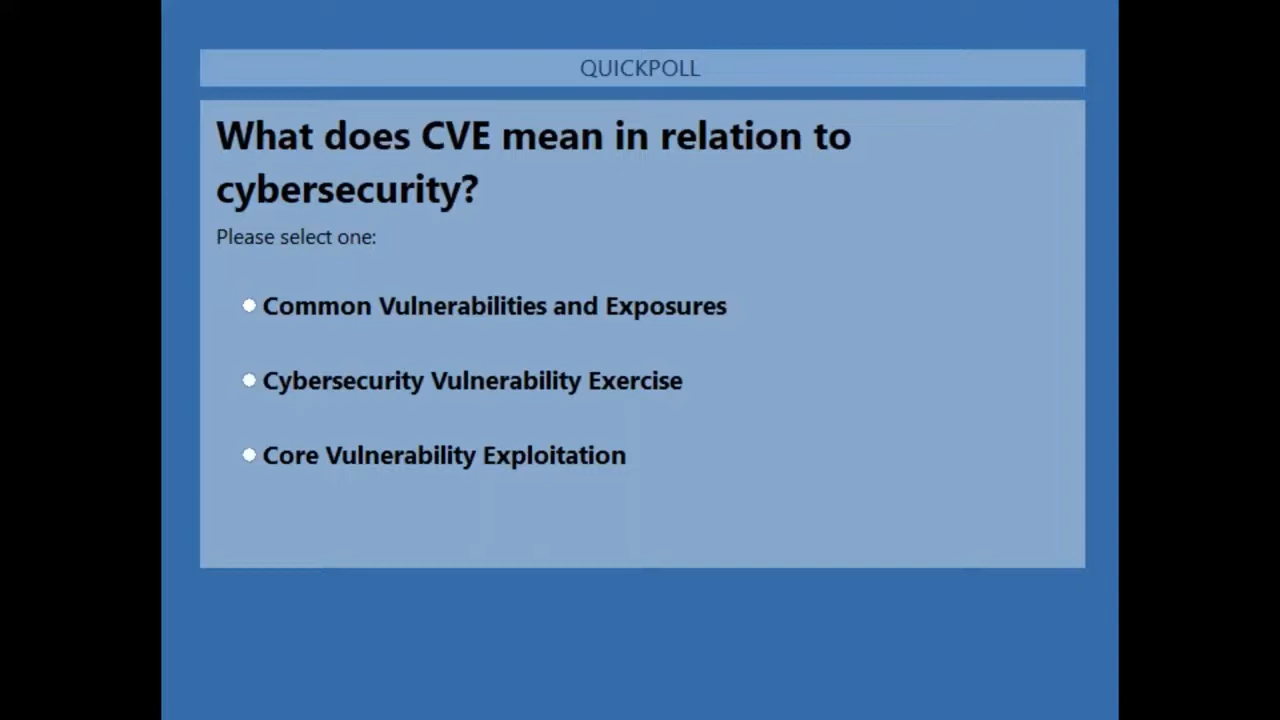 QUICKPOLL
What does CVE mean in relation to
cybersecurity?
Please select one:
Common Vulnerabilities and Exposures
Cybersecurity Vulnerability Exercise
Core Vulnerability Exploitation